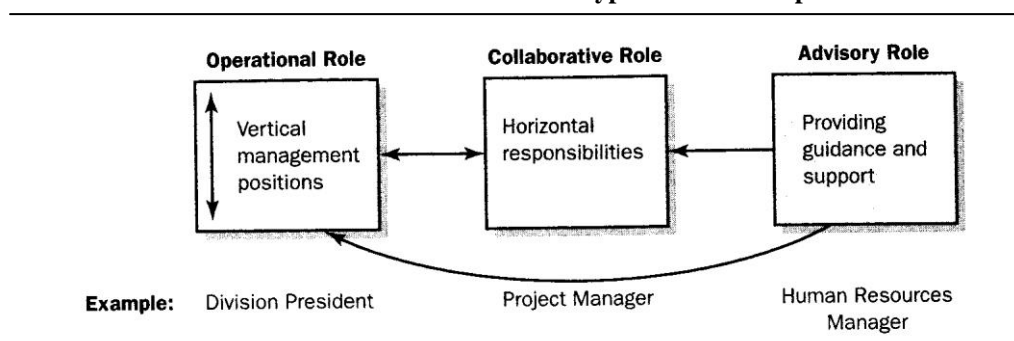 Operational Role
Collaborative Role
Advisory Role
Vertical
management
positions
Horizontal
responsibilities
Providing
guidance and
support
Example:
Division President
Project Manager
Human Resources
Manager